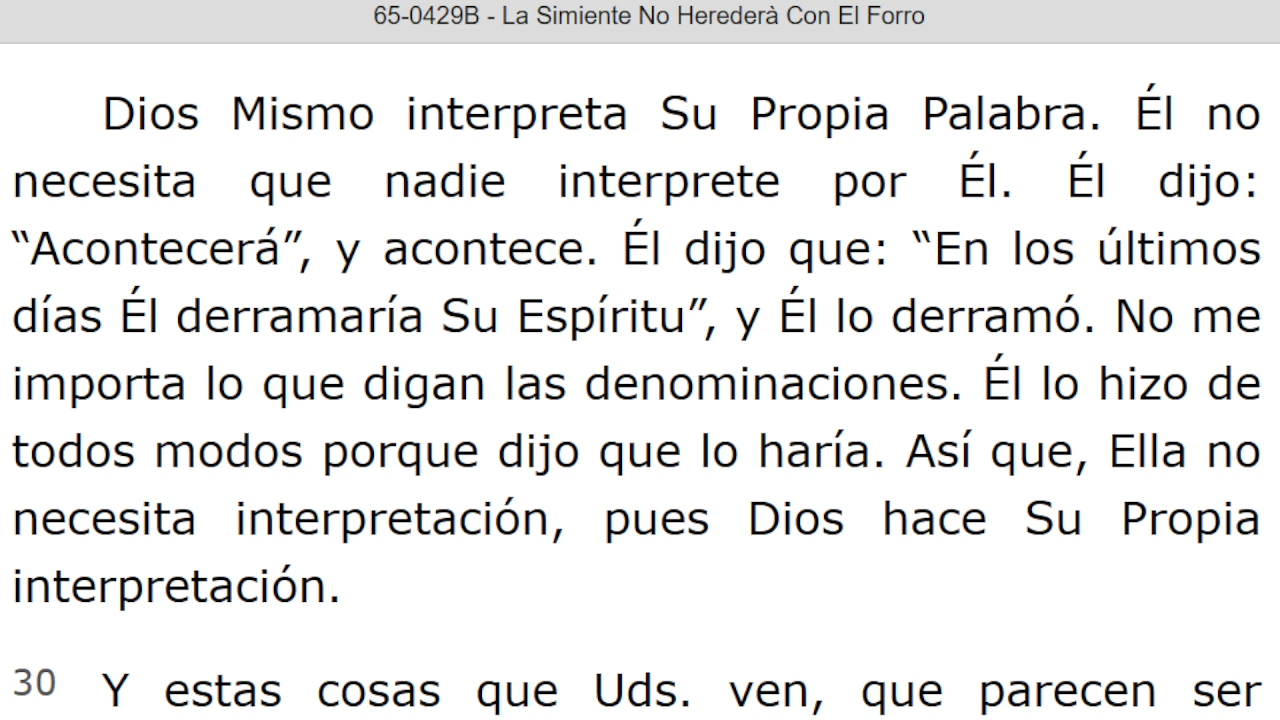 65-0429B - La Simiente No Herederà Con El Forro
Dios Mismo interpreta Su Propia Palabra. Él no
necesita que nadie interprete por Él. Él dijo:
“Acontecerá”, y acontece. Él dijo que: “En los últimos
días Él derramaría Su Espíritu”, y Él lo derramó. No me
importa lo que digan las denominaciones. Él lo hizo de
todos modos porque dijo que lo haría. Así que, Ella no
necesita interpretación, pues Dios hace Su Propia
interpretación.
30 Y estas cosas que Uds. ven, que parecen ser